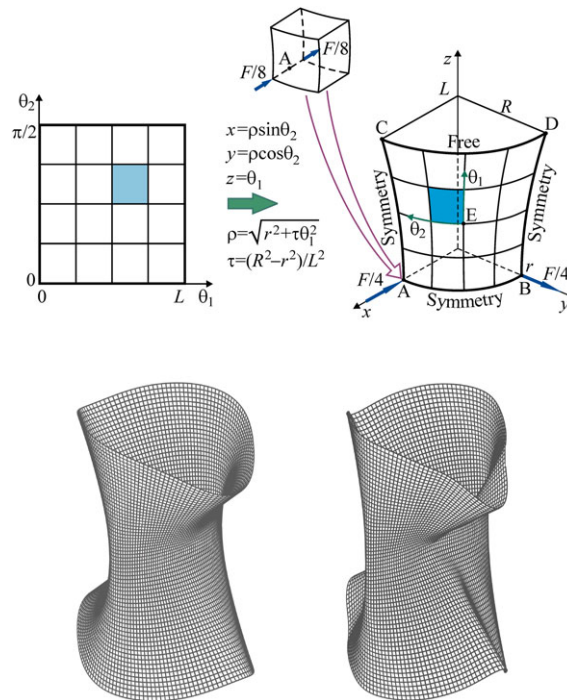 θ₂
π/2
0
0
L
θ₁
A
F/8
F/8
x=ρsinθ₂
y=ρcosθ₂
z=θ₁
ρ=√(r²+τθ₁²)
τ=(R²–r²)/L²
z
L
R
C
D
Free
Symmetry
Symmetry
θ₁
E
θ₂
F/4
A
Symmetry
r
B
F/4
x
y